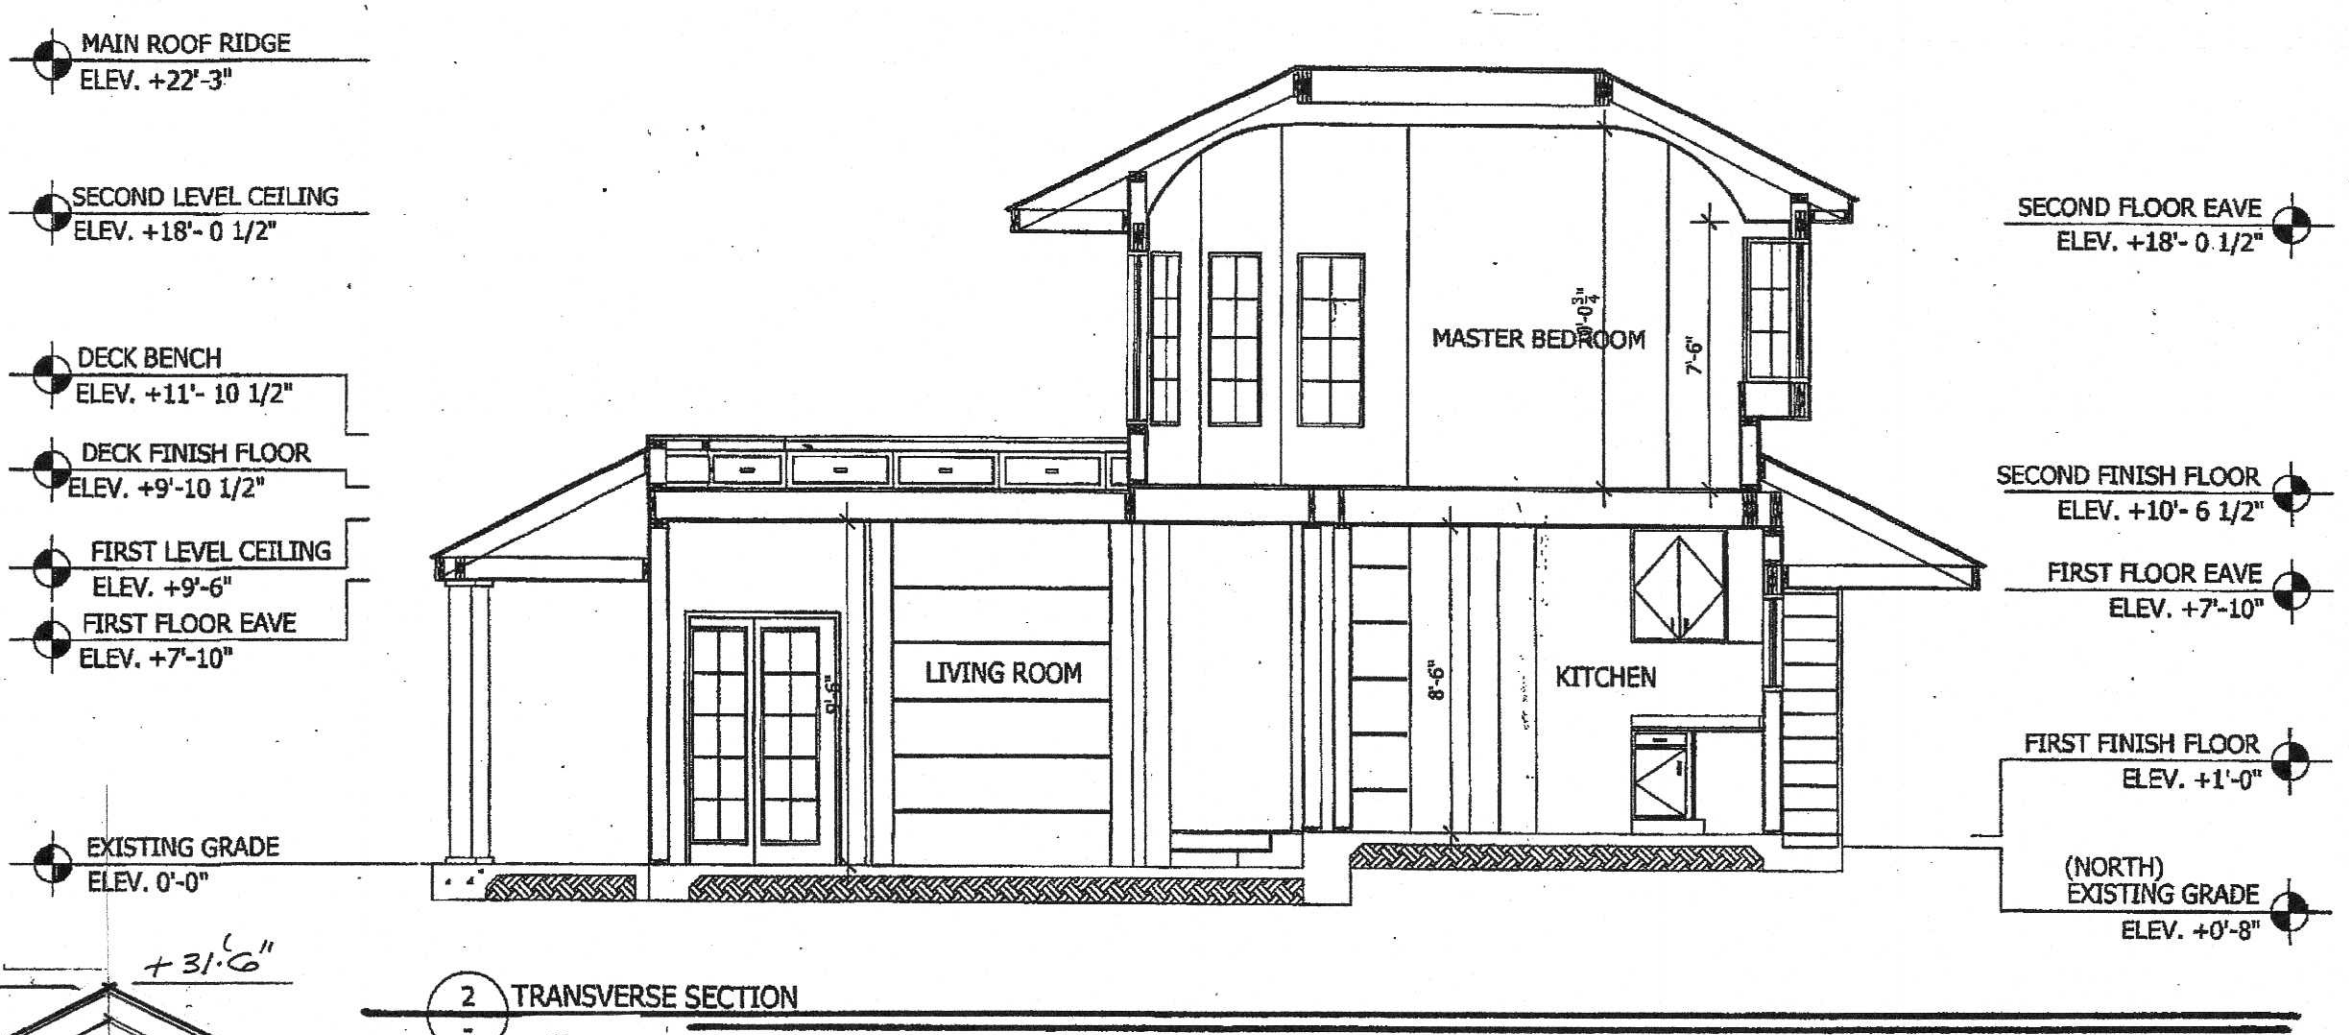 MAIN ROOF RIDGE
ELEV. +22'-3"
SECOND LEVEL CEILING
ELEV. +18'- 0 1/2"
DECK BENCH
ELEV. +11'- 10 1/2"
DECK FINISH FLOOR
ELEV. +9'-10 1/2"
FIRST LEVEL CEILING
ELEV. +9'-6"
FIRST FLOOR EAVE
ELEV. +7'-10"
EXISTING GRADE
ELEV. 0'-0"
+31'6"
MASTER BEDROOM
7'-6"
LIVING ROOM
9'-6"
8'-6"
KITCHEN
SECOND FLOOR EAVE
ELEV. +18'- 0 1/2"
SECOND FINISH FLOOR
ELEV. +10'- 6 1/2"
FIRST FLOOR EAVE
ELEV. +7'-10"
FIRST FINISH FLOOR
ELEV. +1'-0"
(NORTH)
EXISTING GRADE
ELEV. +0'-8"
2
TRANSVERSE SECTION